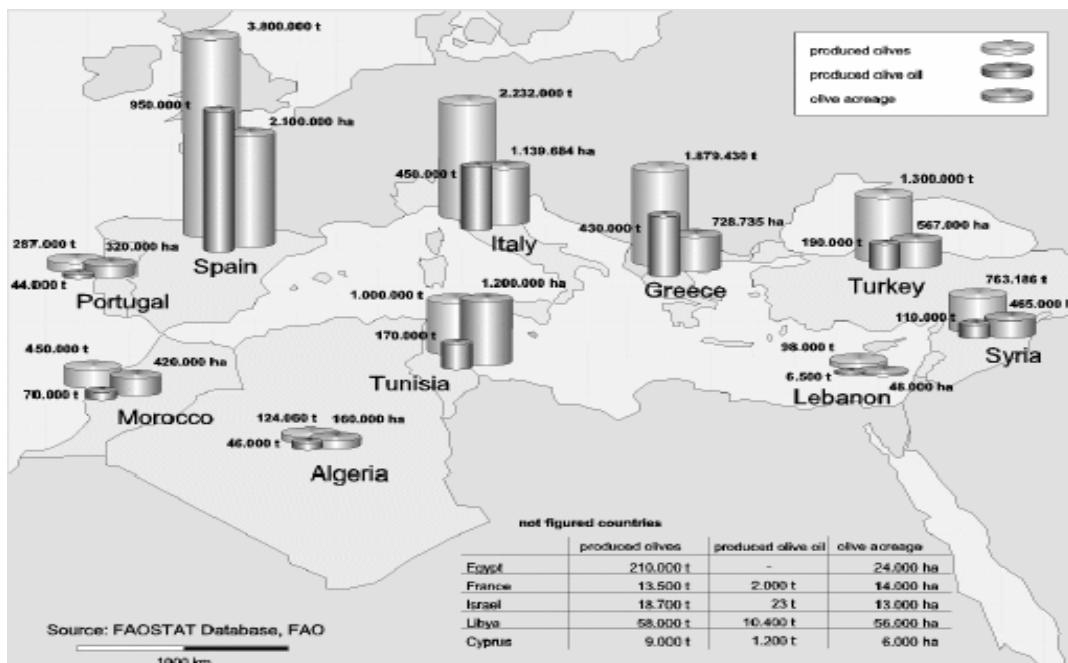 3.800.000 t
950.000 t
2.100.000 ha
Spain
produced olives
produced olive oil
olive acreage
2.232.000 t
450.000 t
1.139.684 ha
Italy
1.879.430 t
430.000 t
728.735 ha
Greece
1.300.000 t
190.000 t
567.000 ha
Turkey
287.000 t
320.000 ha
44.000 t
Portugal
1.000.000 t
1.200.000 ha
170.000 t
Tunisia
763.186 t
465.000 h
110.000 t
Syria
98.000 t
6.500 t
Lebanon
450.000 t
420.000 ha
70.000 t
Morocco
124.060 t
160.000 ha
46.000 t
Algeria
not figured countries
produced olives produced olive oil olive acreage
Egypt 210.000 t - 24.000 ha
France 13.500 t 2.000 t 14.000 ha
Israel 18.700 t 23 t 13.000 ha
Libya 58.000 t 10.400 t 56.000 ha
Cyprus 9.000 t 1.200 t 6.000 ha
Source: FAOSTAT Database, FAO
1000 km